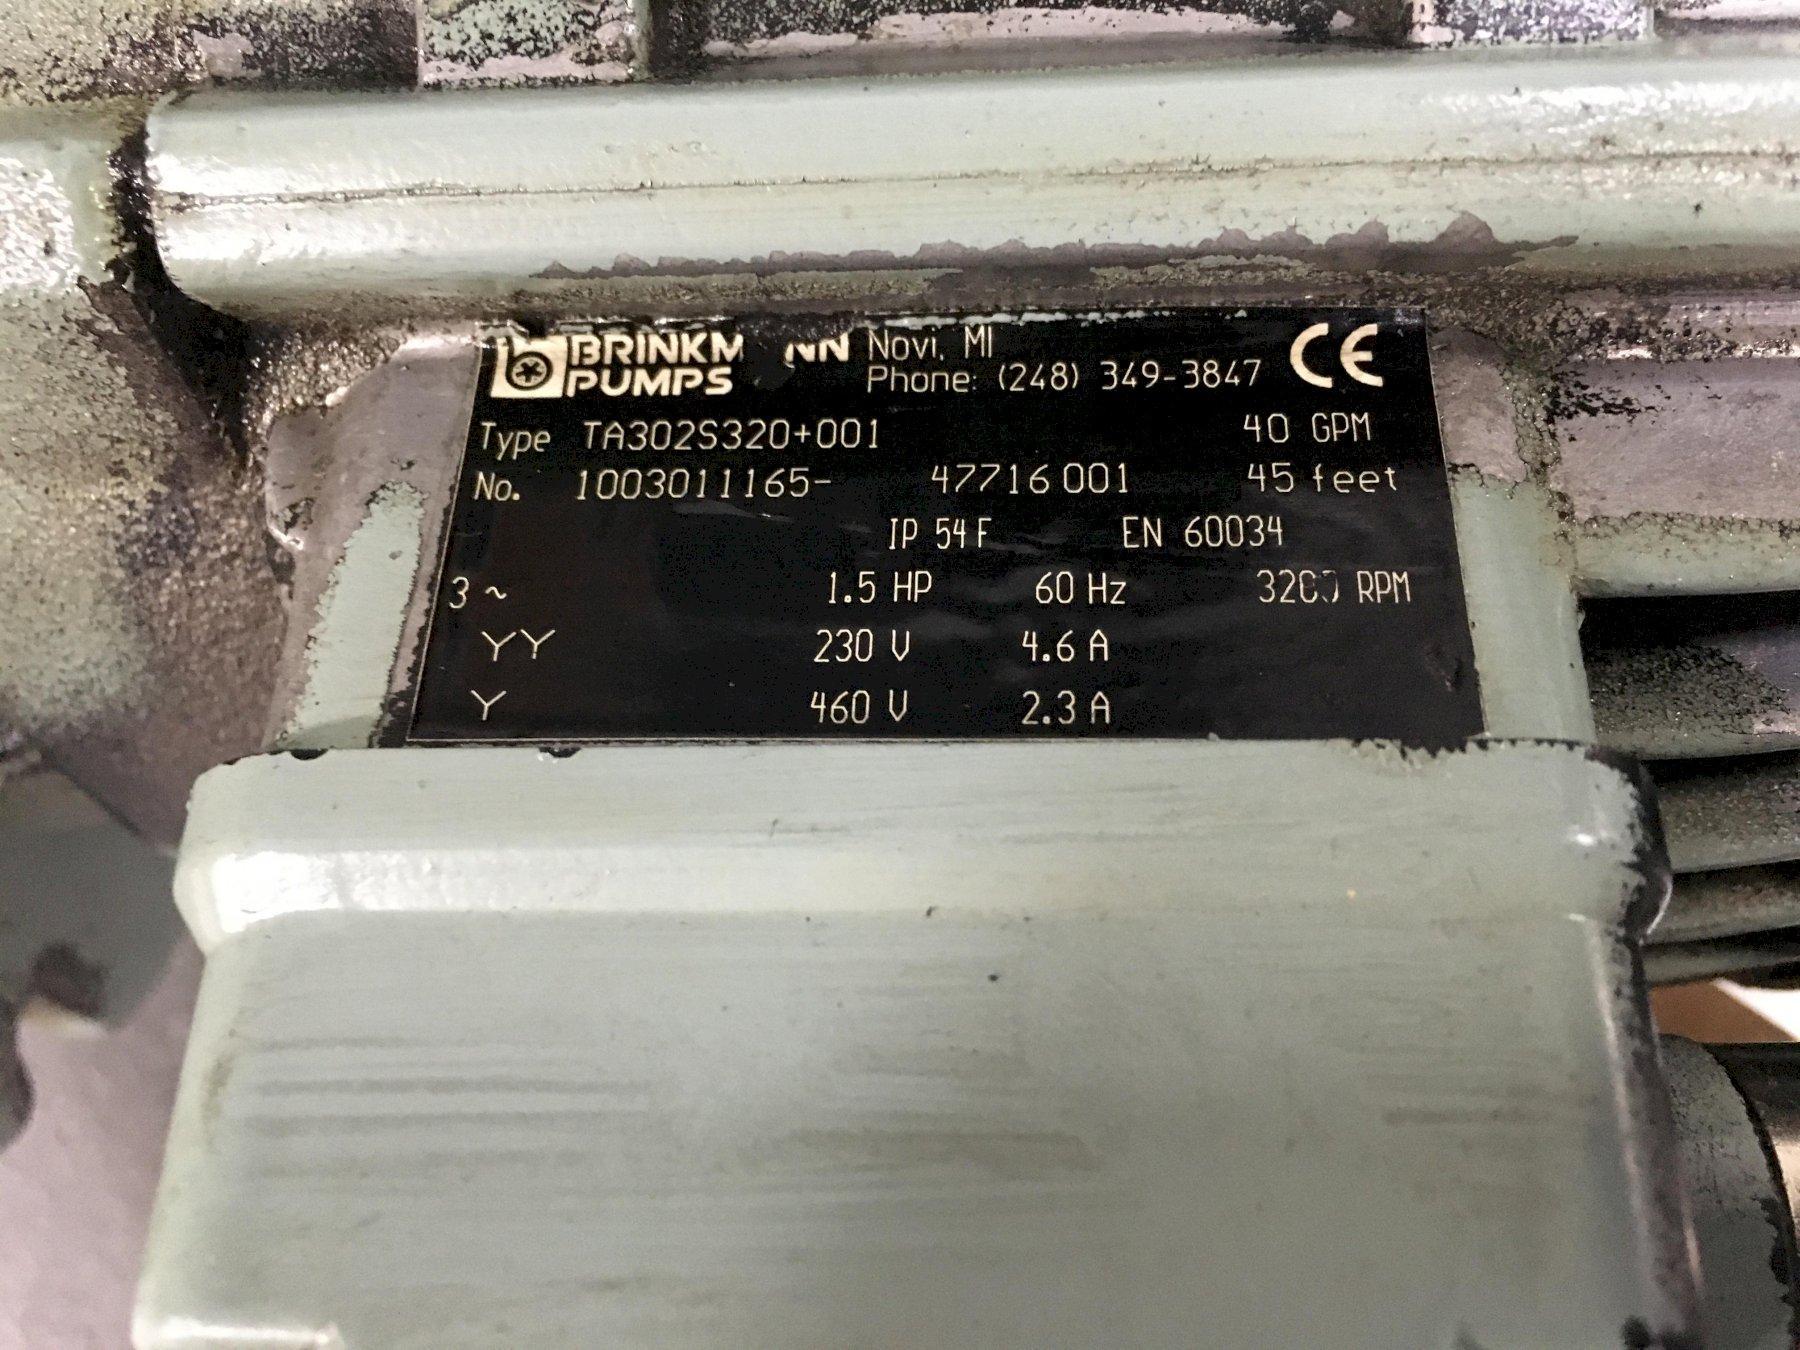 BRINKM NN Novi, MI
PUMPS Phone: (248) 349-3847 CE
Type TA302S320+001 40 GPM
No. 1003011165- 47716 001 45 feet
IP 54 F EN 60034
3 ~ 1.5 HP 60 Hz RPM
YY 230 V 4.6 A
Y 460 V 2.3 A